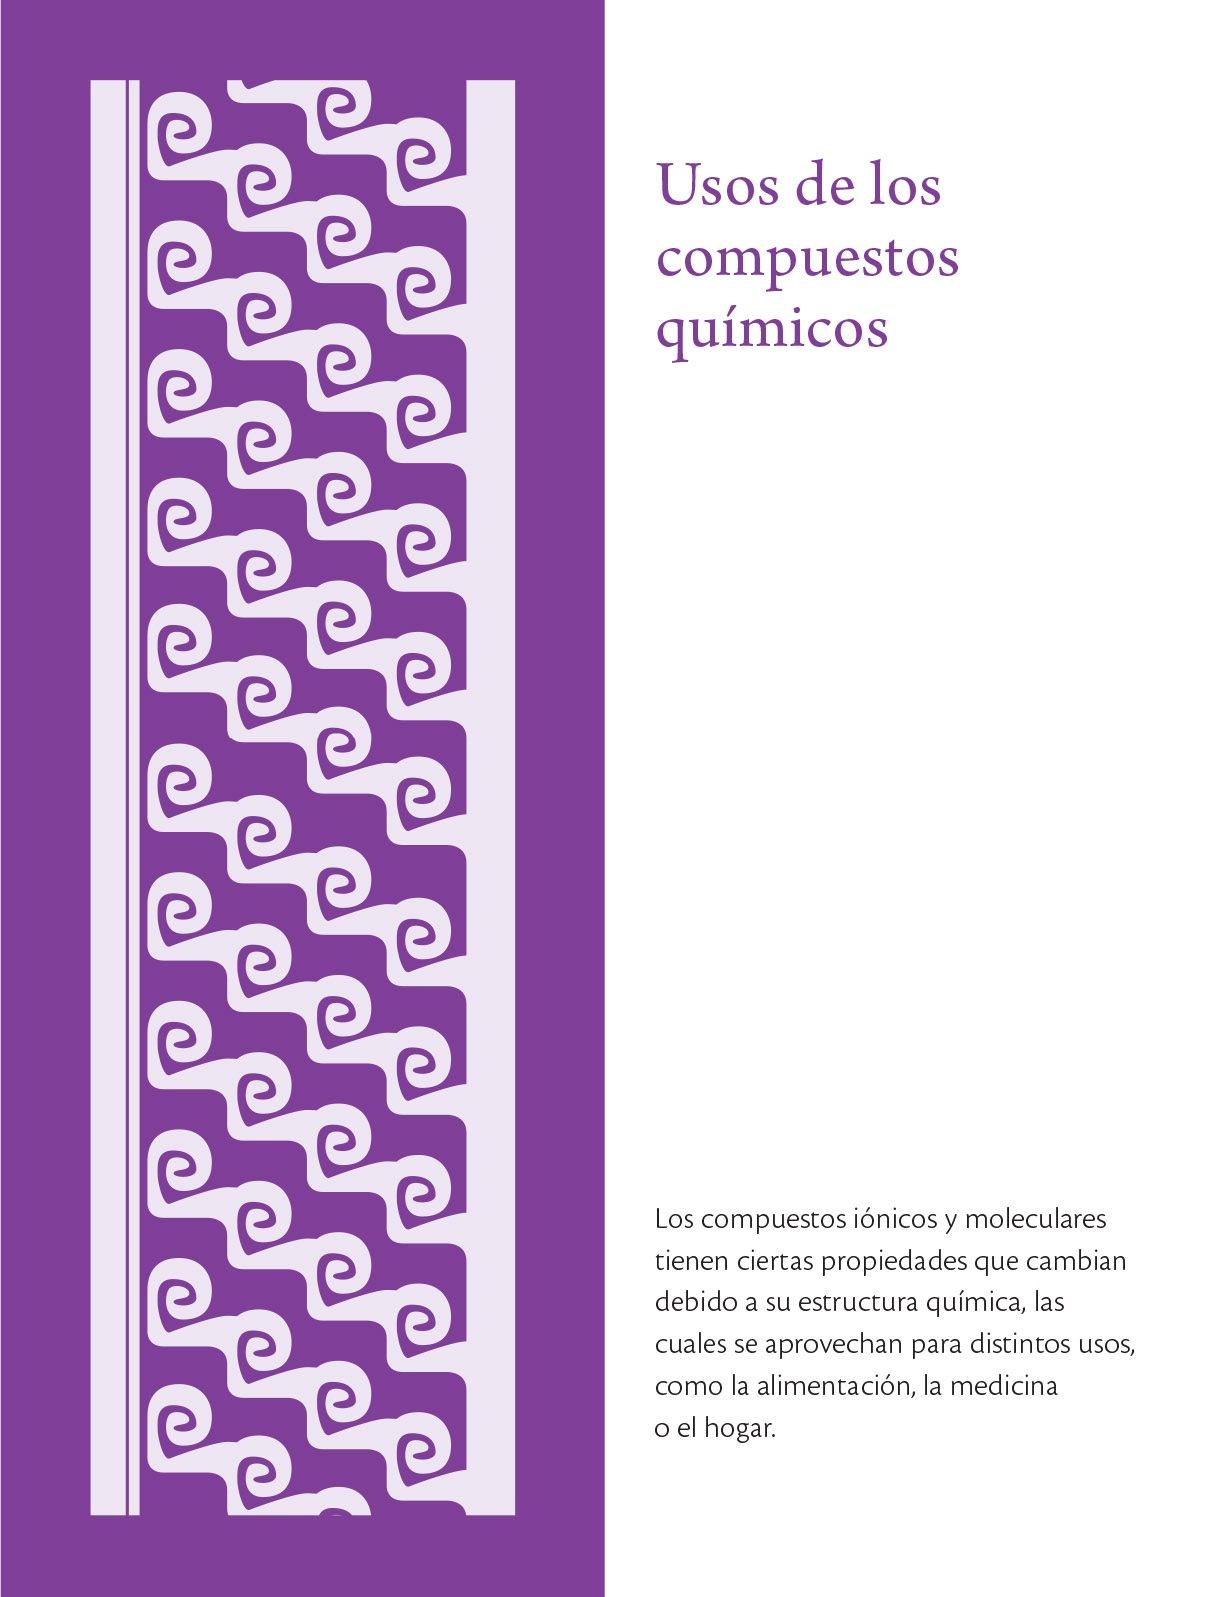 Usos de los
compuestos
químicos
Los compuestos iónicos y moleculares
tienen ciertas propiedades que cambian
debido a su estructura química, las
cuales se aprovechan para distintos usos,
como la alimentación, la medicina
o el hogar.